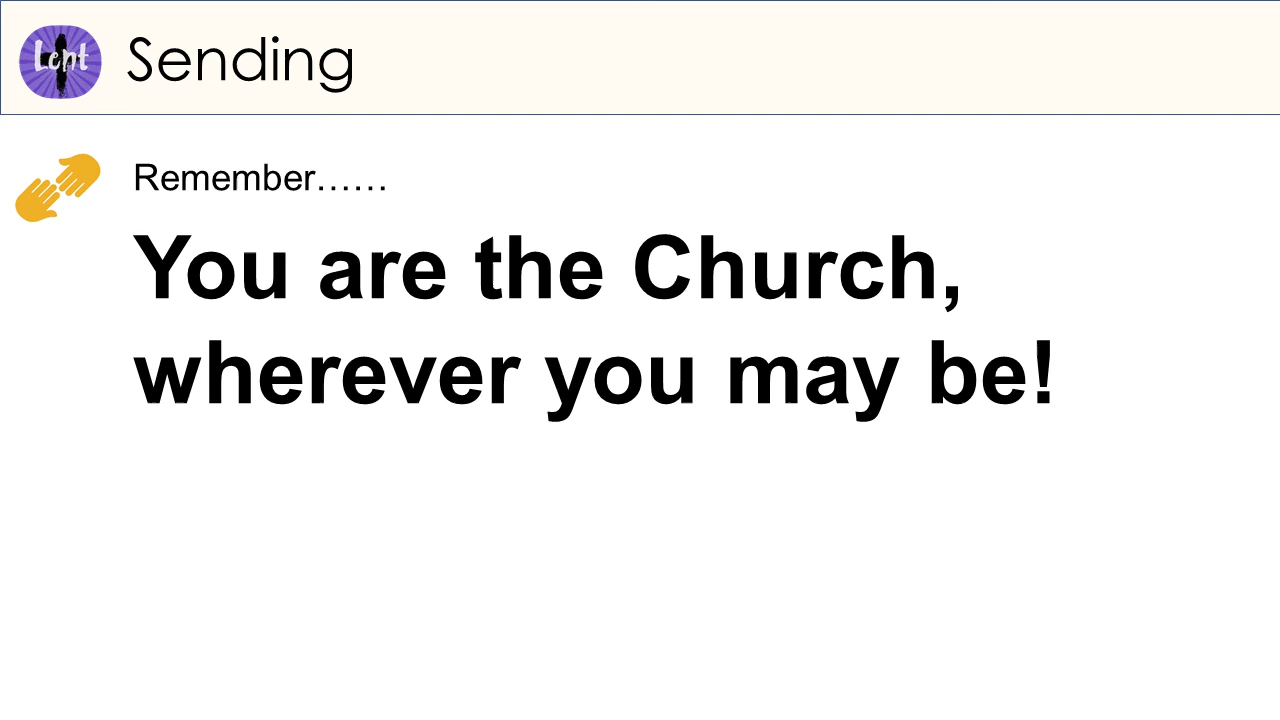 Lent
Sending
Remember……
You are the Church,
wherever you may be!